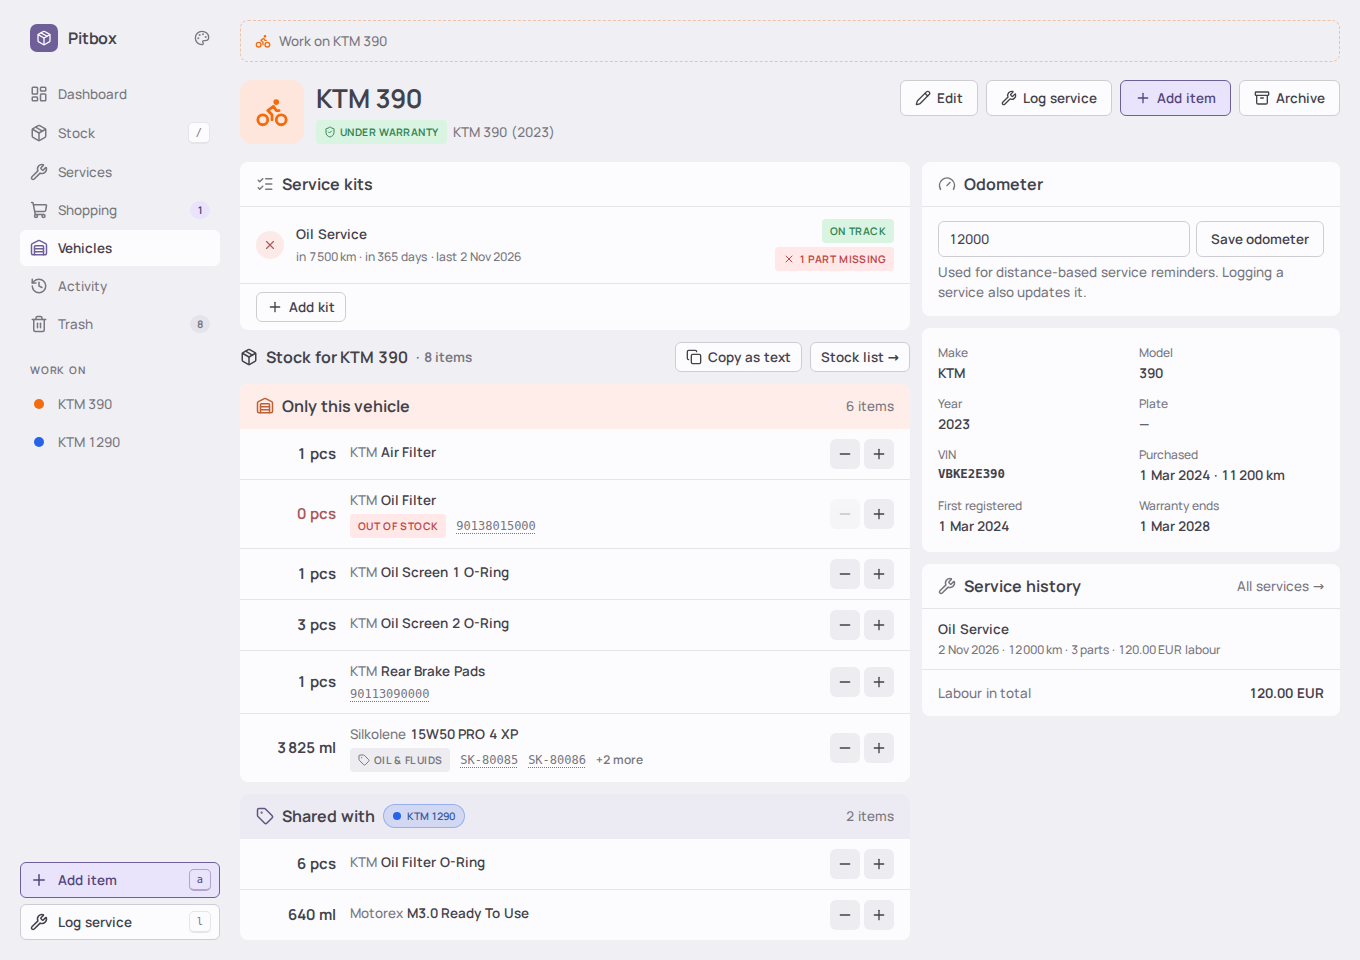 Pitbox
Dashboard
Stock /
Services
Shopping 1
Vehicles
Activity
Trash 8
WORK ON
KTM 390
KTM 1290
Add item a
Log service l
Work on KTM 390
KTM 390
UNDER WARRANTY KTM 390 (2023)
Edit
Log service
Add item
Archive
Service kits
Oil Service
in 7 500 km · in 365 days · last 2 Nov 2026
ON TRACK
1 PART MISSING
Add kit
Stock for KTM 390 · 8 items
Copy as text
Stock list →
Only this vehicle 6 items
1 pcs KTM Air Filter
0 pcs KTM Oil Filter
OUT OF STOCK 90138015000
1 pcs KTM Oil Screen 1 O-Ring
3 pcs KTM Oil Screen 2 O-Ring
1 pcs KTM Rear Brake Pads
90113090000
3 825 ml Silkolene 15W50 PRO 4 XP
OIL & FLUIDS SK-80085 SK-80086 +2 more
Shared with KTM 1290 2 items
6 pcs KTM Oil Filter O-Ring
640 ml Motorex M3.0 Ready To Use
Odometer
12000 Save odometer
Used for distance-based service reminders. Logging a
service also updates it.
Make Model
KTM 390
Year Plate
2023 —
VIN Purchased
VBKE2E390 1 Mar 2024 · 11 200 km
First registered Warranty ends
1 Mar 2024 1 Mar 2028
Service history All services →
Oil Service
2 Nov 2026 · 12 000 km · 3 parts · 120.00 EUR labour
Labour in total 120.00 EUR